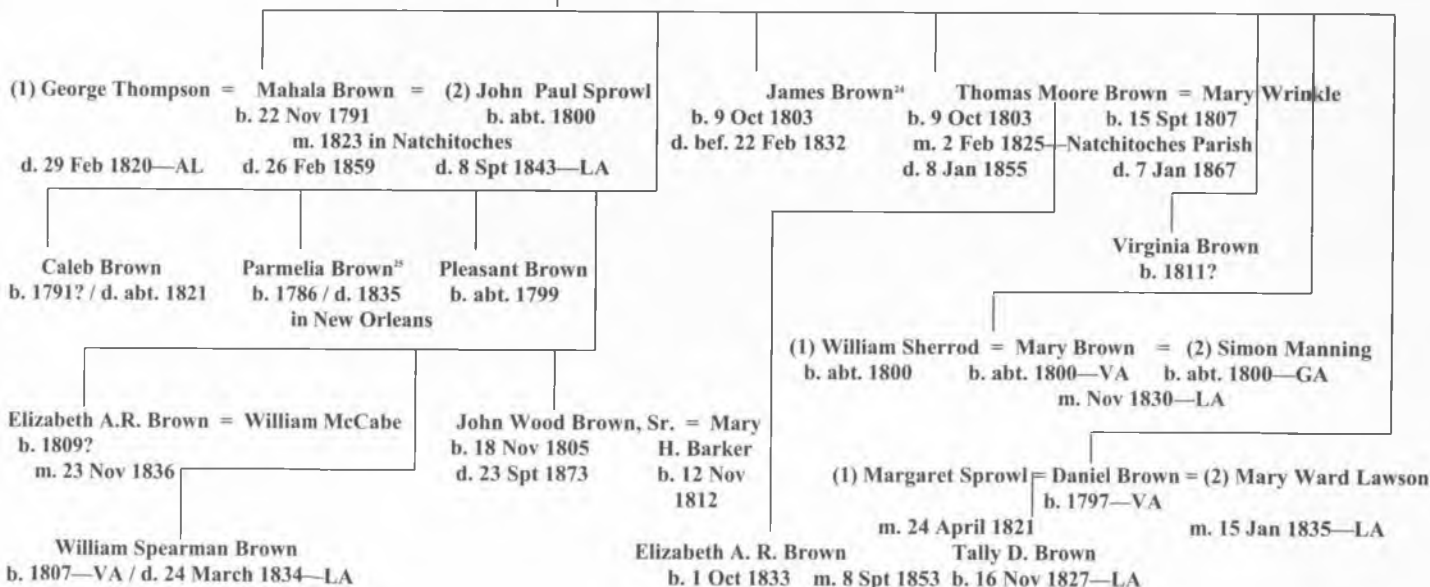 (1) George Thompson = Mahala Brown = (2) John Paul Sprowl
b. 22 Nov 1791 b. abt. 1800
m. 1823 in Natchitoches
d. 29 Feb 1820—AL d. 26 Feb 1859 d. 8 Spt 1843—LA
James Brown²⁴ Thomas Moore Brown = Mary Wrinkle
b. 9 Oct 1803 b. 9 Oct 1803 b. 15 Spt 1807
d. bef. 22 Feb 1832 m. 2 Feb 1825—Natchitoches Parish
d. 8 Jan 1855 d. 7 Jan 1867
Virginia Brown
b. 1811?
Caleb Brown Parmelia Brown²⁵ Pleasant Brown
b. 1791? / d. abt. 1821 b. 1786 / d. 1835 b. abt. 1799
in New Orleans
(1) William Sherrod = Mary Brown = (2) Simon Manning
b. abt. 1800 b. abt. 1800—VA b. abt. 1800—GA
m. Nov 1830—LA
Elizabeth A.R. Brown = William McCabe
b. 1809?
m. 23 Nov 1836
John Wood Brown, Sr. = Mary
b. 18 Nov 1805 H. Barker
d. 23 Spt 1873 b. 12 Nov
1812
(1) Margaret Sprowl = Daniel Brown = (2) Mary Ward Lawson
b. 1797—VA
m. 24 April 1821 m. 15 Jan 1835—LA
William Spearman Brown
b. 1807—VA / d. 24 March 1834—LA
Elizabeth A. R. Brown Tally D. Brown
b. 1 Oct 1833 m. 8 Spt 1853 b. 16 Nov 1827—LA